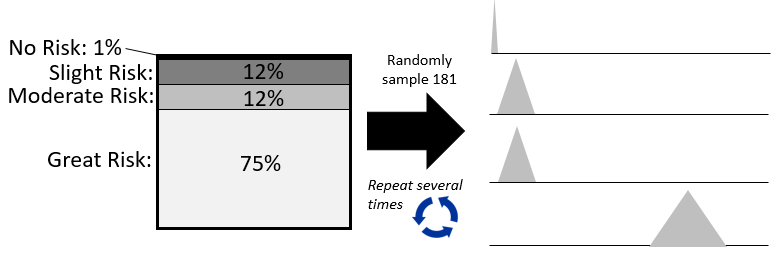 No Risk: 1%
Slight Risk:
12%
Moderate Risk:
12%
Great Risk:
75%
Randomly
sample 181
Repeat several
times